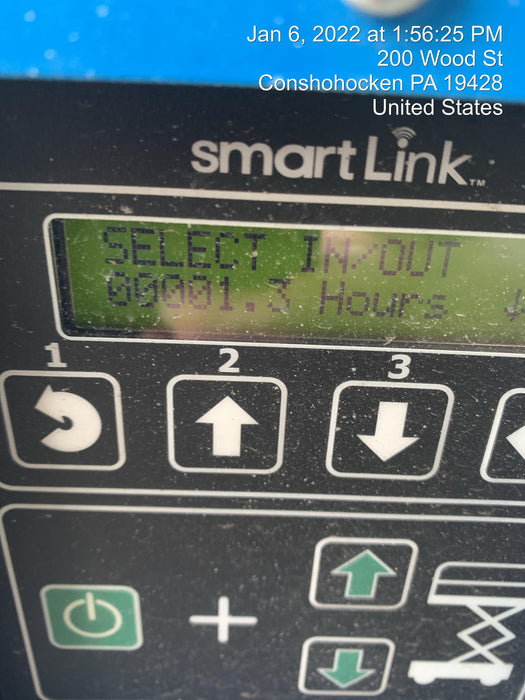 Jan 6, 2022 at 1:56:25 PM
200 Wood St
Conshohocken PA 19428
United States
smartLink™
SELECT IN/OUT
00001.3 Hours ↓
1 2 3
+